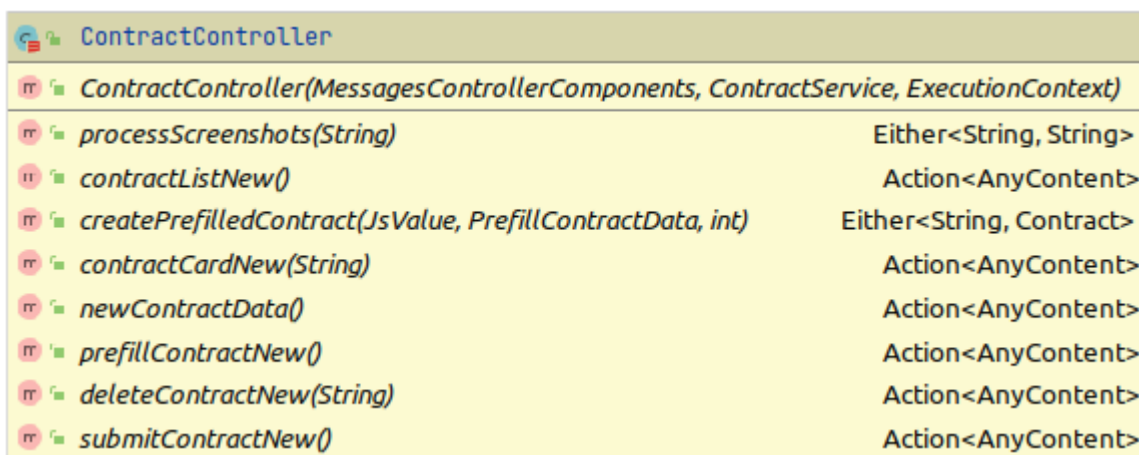 ContractController
ContractController(MessagesControllerComponents, ContractService, ExecutionContext)
processScreenshots(String) Either<String, String>
contractListNew() Action<AnyContent>
createPrefilledContract(JsValue, PrefillContractData, int) Either<String, Contract>
contractCardNew(String) Action<AnyContent>
newContractData() Action<AnyContent>
prefillContractNew() Action<AnyContent>
deleteContractNew(String) Action<AnyContent>
submitContractNew() Action<AnyContent>